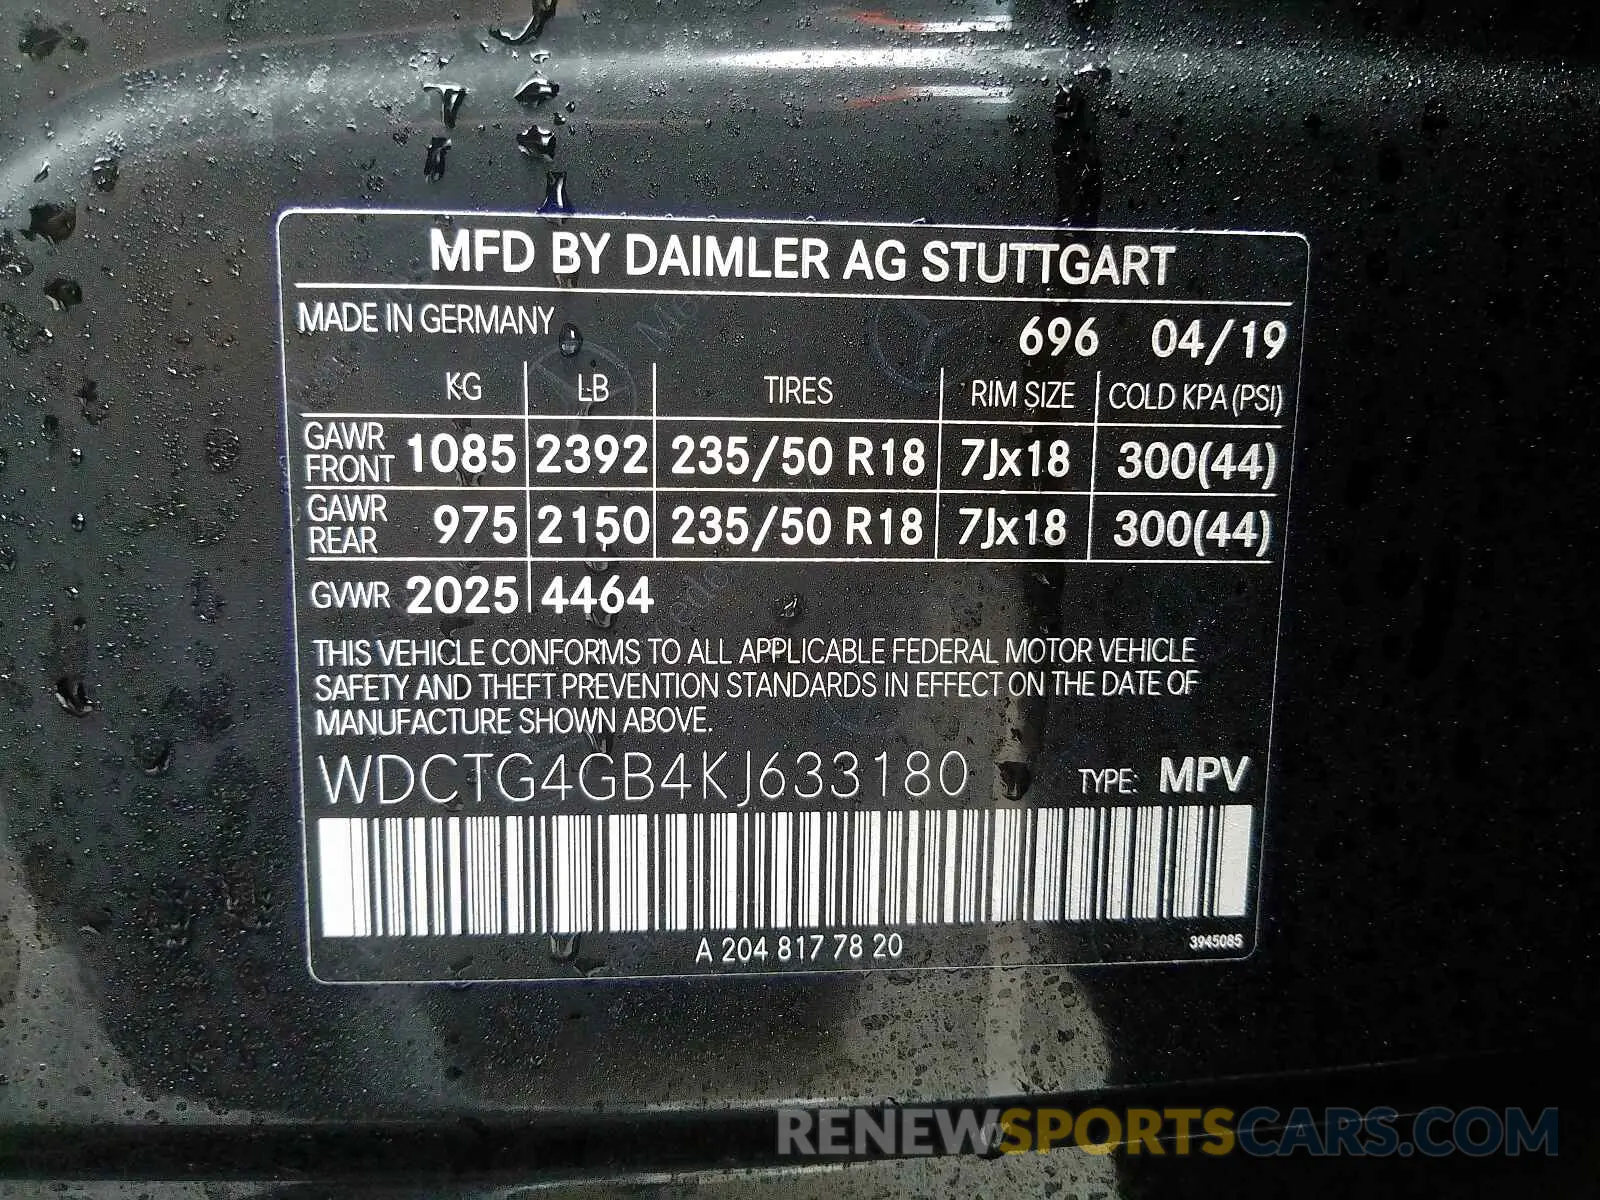 MFD BY DAIMLER AG STUTTGART
MADE IN GERMANY 696 04/19
KG LB TIRES RIM SIZE COLD KPA (PSI)
GAWR FRONT 1085 2392 235/50 R18 7Jx18 300(44)
GAWR REAR 975 2150 235/50 R18 7Jx18 300(44)
GVWR 2025 4464
THIS VEHICLE CONFORMS TO ALL APPLICABLE FEDERAL MOTOR VEHICLE
SAFETY AND THEFT PREVENTION STANDARDS IN EFFECT ON THE DATE OF
MANUFACTURE SHOWN ABOVE.
WDCTG4GB4KJ633180 TYPE: MPV
A 204 817 78 20 3945085
RENEWSPORTSCARS.COM